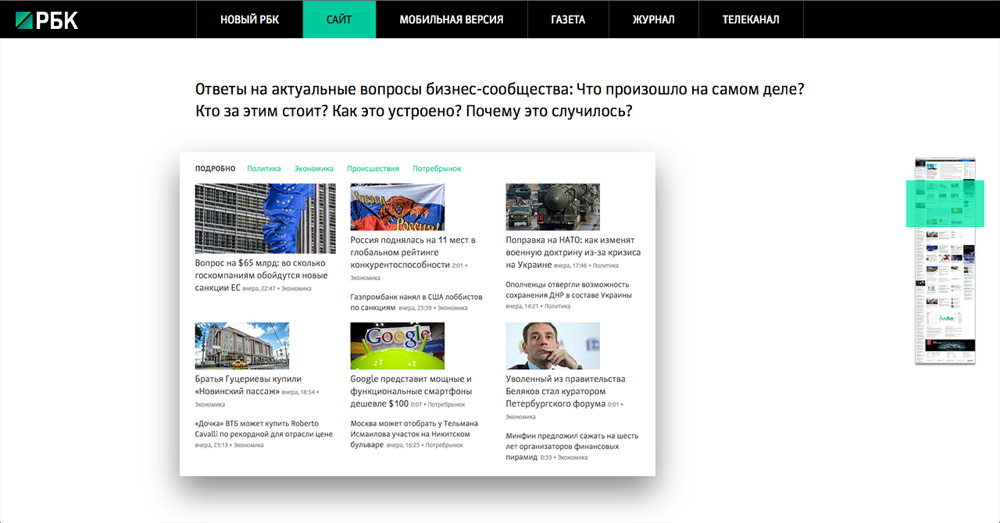 РБК
НОВЫЙ РБК
САЙТ
МОБИЛЬНАЯ ВЕРСИЯ
ГАЗЕТА
ЖУРНАЛ
ТЕЛЕКАНАЛ
Ответы на актуальные вопросы бизнес-сообщества: Что произошло на самом деле?
Кто за этим стоит? Как это устроено? Почему это случилось?
ПОДРОБНО Политика Экономика Происшествия Потребрынок
Вопрос на $65 млрд: во сколько
госкомпаниям обойдутся новые
санкции ЕС вчера, 22:47 • Экономика
Россия поднялась на 11 мест в
глобальном рейтинге
конкурентоспособности 2:01 •
Экономика
Газпромбанк нанял в США лоббистов
по санкциям вчера, 23:39 • Экономика
Поправка на НАТО: как изменят
военную доктрину из-за кризиса
на Украине вчера, 17:46 • Политика
Ополченцы отвергли возможность
сохранения ДНР в составе Украины
вчера, 14:21 • Политика
Братья Гуцериевы купили
«Новинский пассаж» вчера, 18:54 •
Экономика
«Дочка» ВТБ может купить Roberto
Cavalli по рекордной для отрасли цене
вчера, 23:13 • Экономика
Google
Google представит мощные и
функциональные смартфоны
дешевле $100 0:07 • Потребрынок
Москва может отобрать у Тельмана
Исмаилова участок на Никитском
бульваре вчера, 16:25 • Потребрынок
Уволенный из правительства
Беляков стал куратором
Петербургского форума 0:01 •
Экономика
Минфин предложил сажать на шесть
лет организаторов финансовых
пирамид 0:33 • Экономика